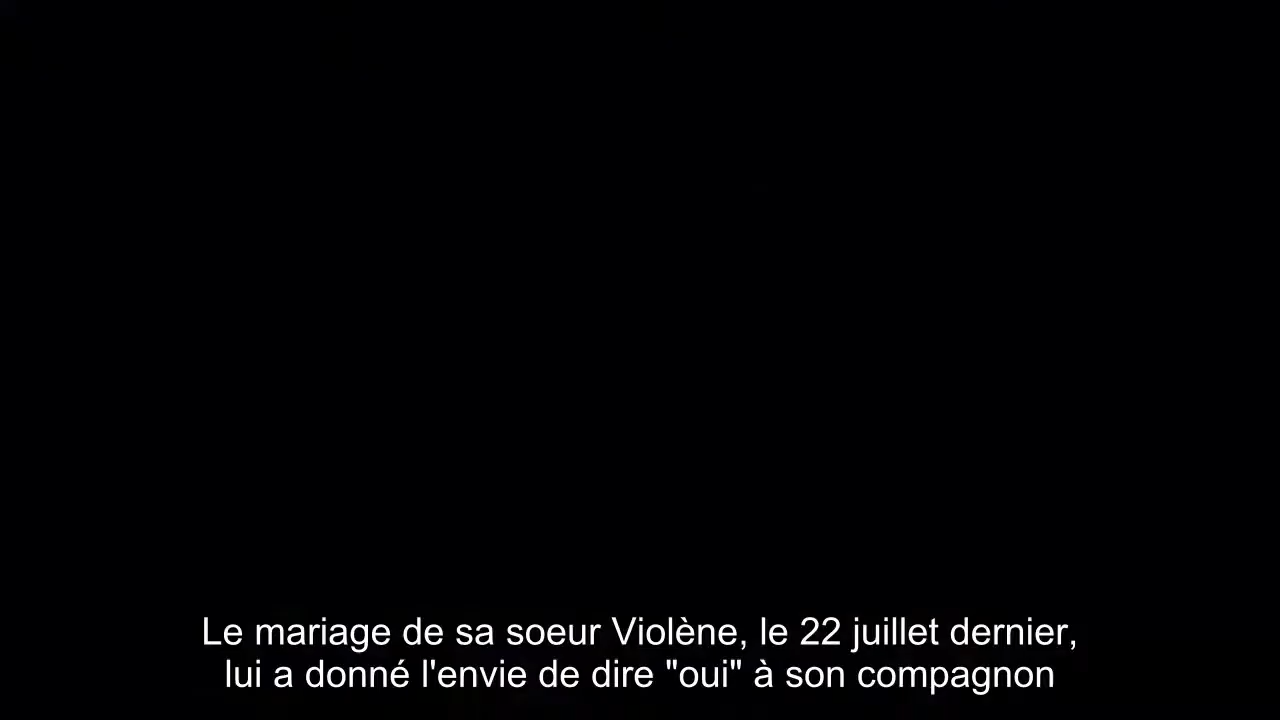 Le mariage de sa soeur Violène, le 22 juillet dernier,
lui a donné l'envie de dire "oui" à son compagnon